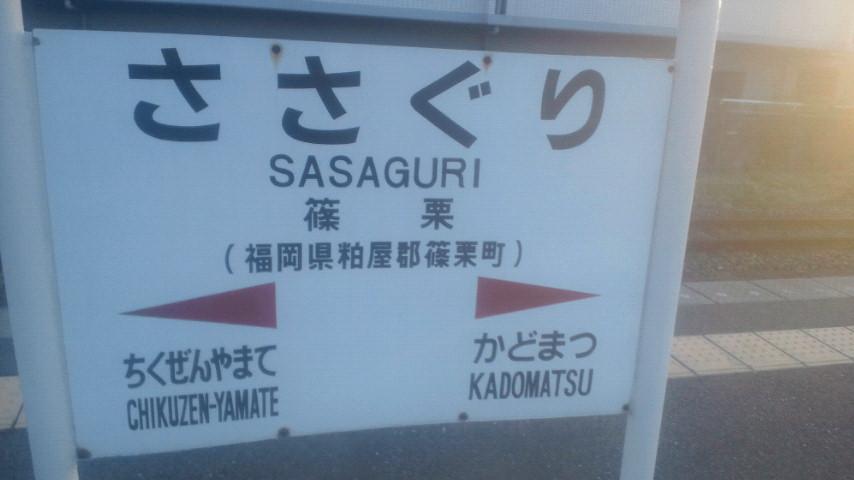 ささぐり
SASAGURI
篠 栗
(福岡県粕屋郡篠栗町)
ちくぜんやまて
CHIKUZEN-YAMATE
かどまつ
KADOMATSU